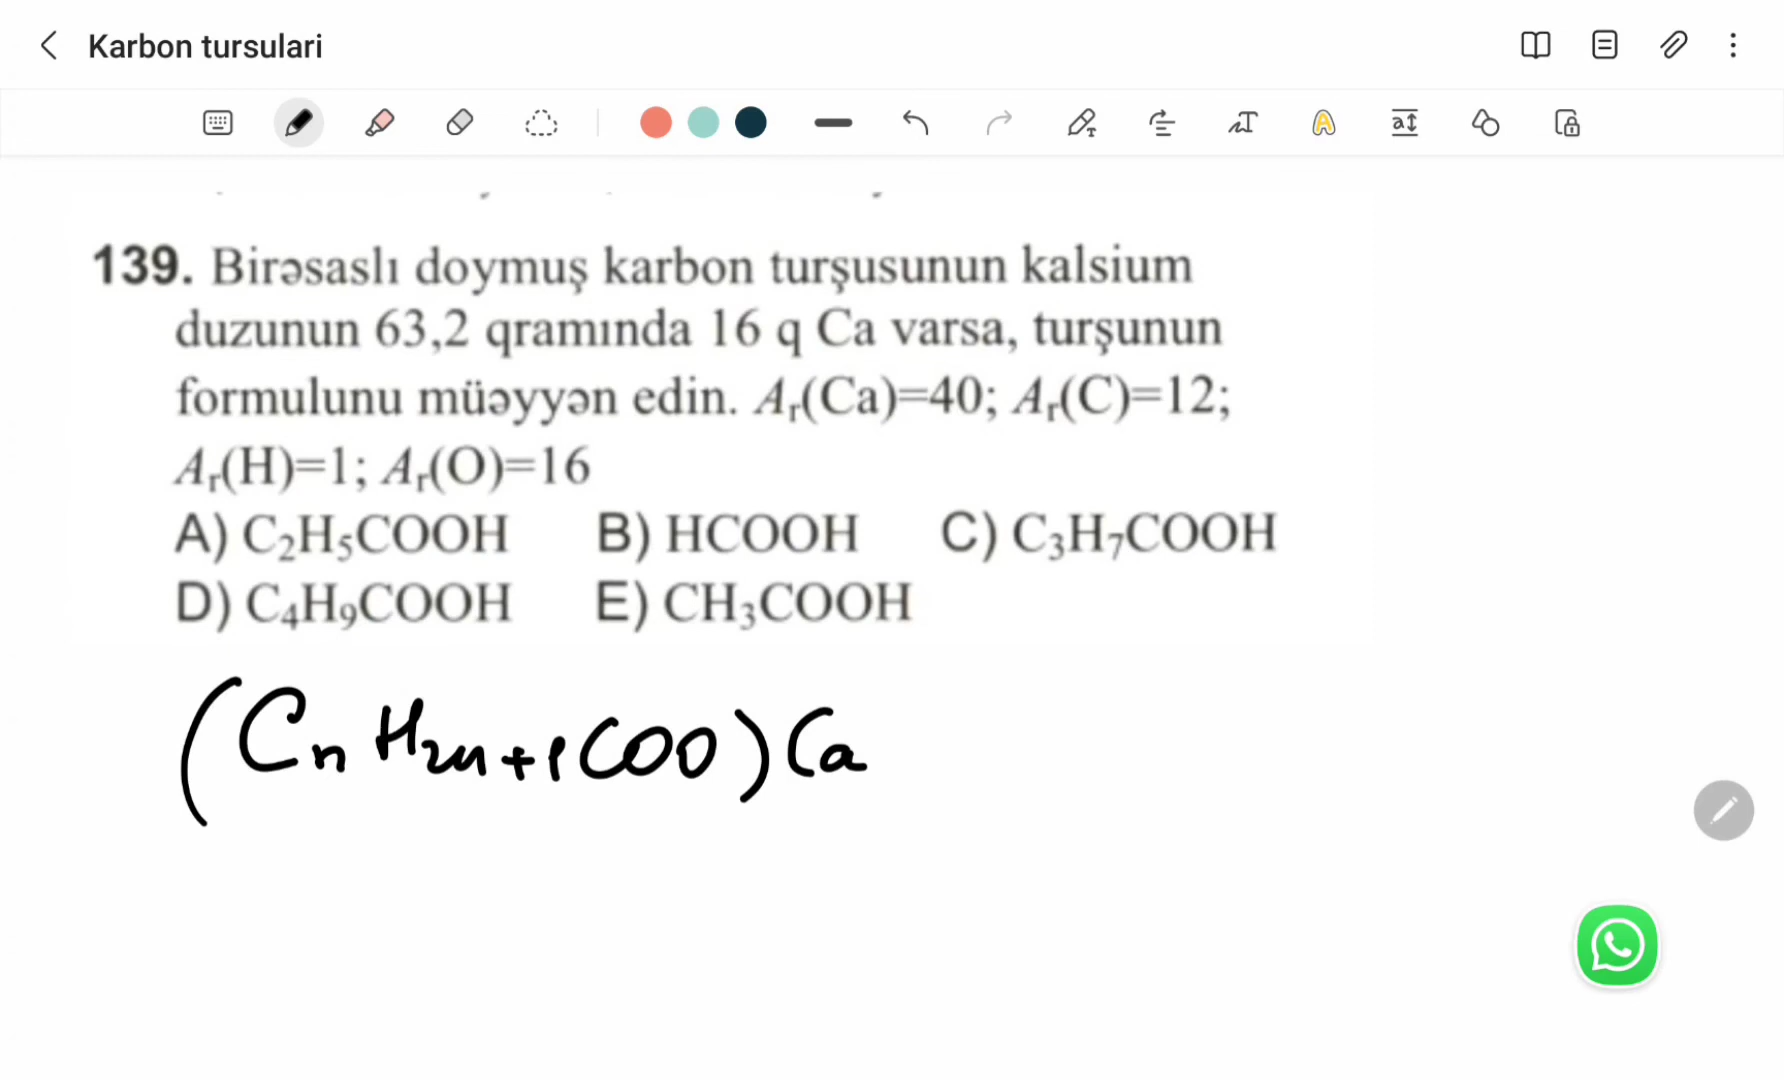 Karbon tursulari
139. Birəsaslı doymuş karbon turşusunun kalsium
duzunun 63,2 qramında 16 q Ca varsa, turşunun
formulunu müəyyən edin. Aᵣ(Ca)=40; Aᵣ(C)=12;
Aᵣ(H)=1; Aᵣ(O)=16
A) C₂H₅COOH B) HCOOH C) C₃H₇COOH
D) C₄H₉COOH E) CH₃COOH
(CₙH₂ₙ₊₁COO)Ca